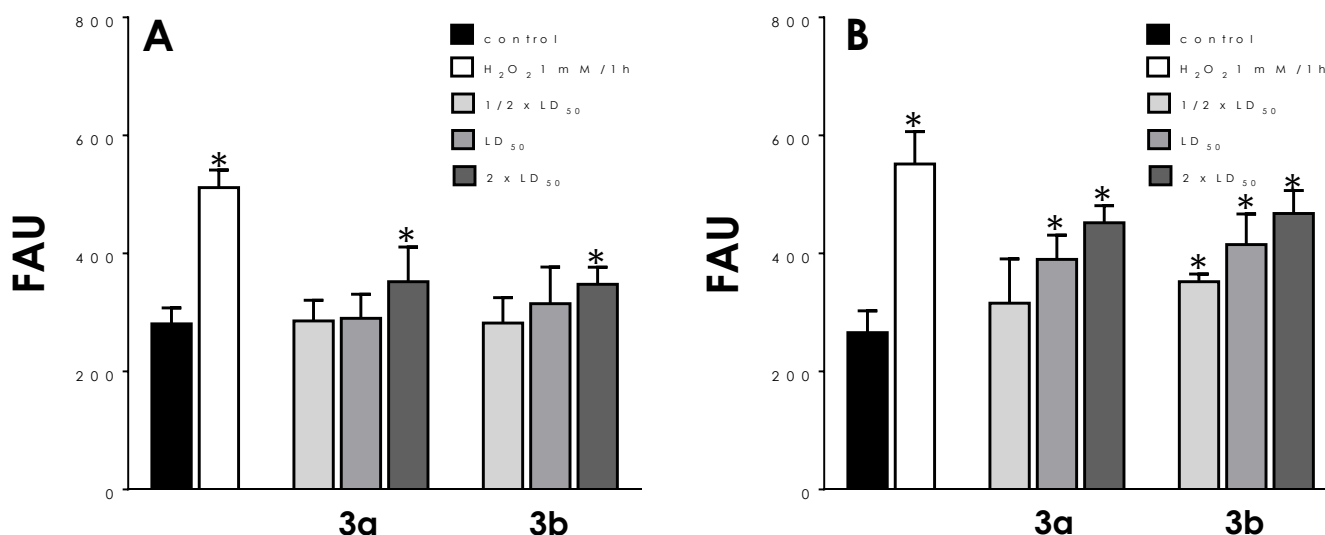 A
FAU
800
600
400
200
0
control
H₂O₂ 1 mM/1h
1/2 x LD₅₀
LD₅₀
2 x LD₅₀
*
*
*
3a
3b
B
FAU
800
600
400
200
0
control
H₂O₂ 1 mM/1h
1/2 x LD₅₀
LD₅₀
2 x LD₅₀
*
*
*
*
*
*
3a
3b